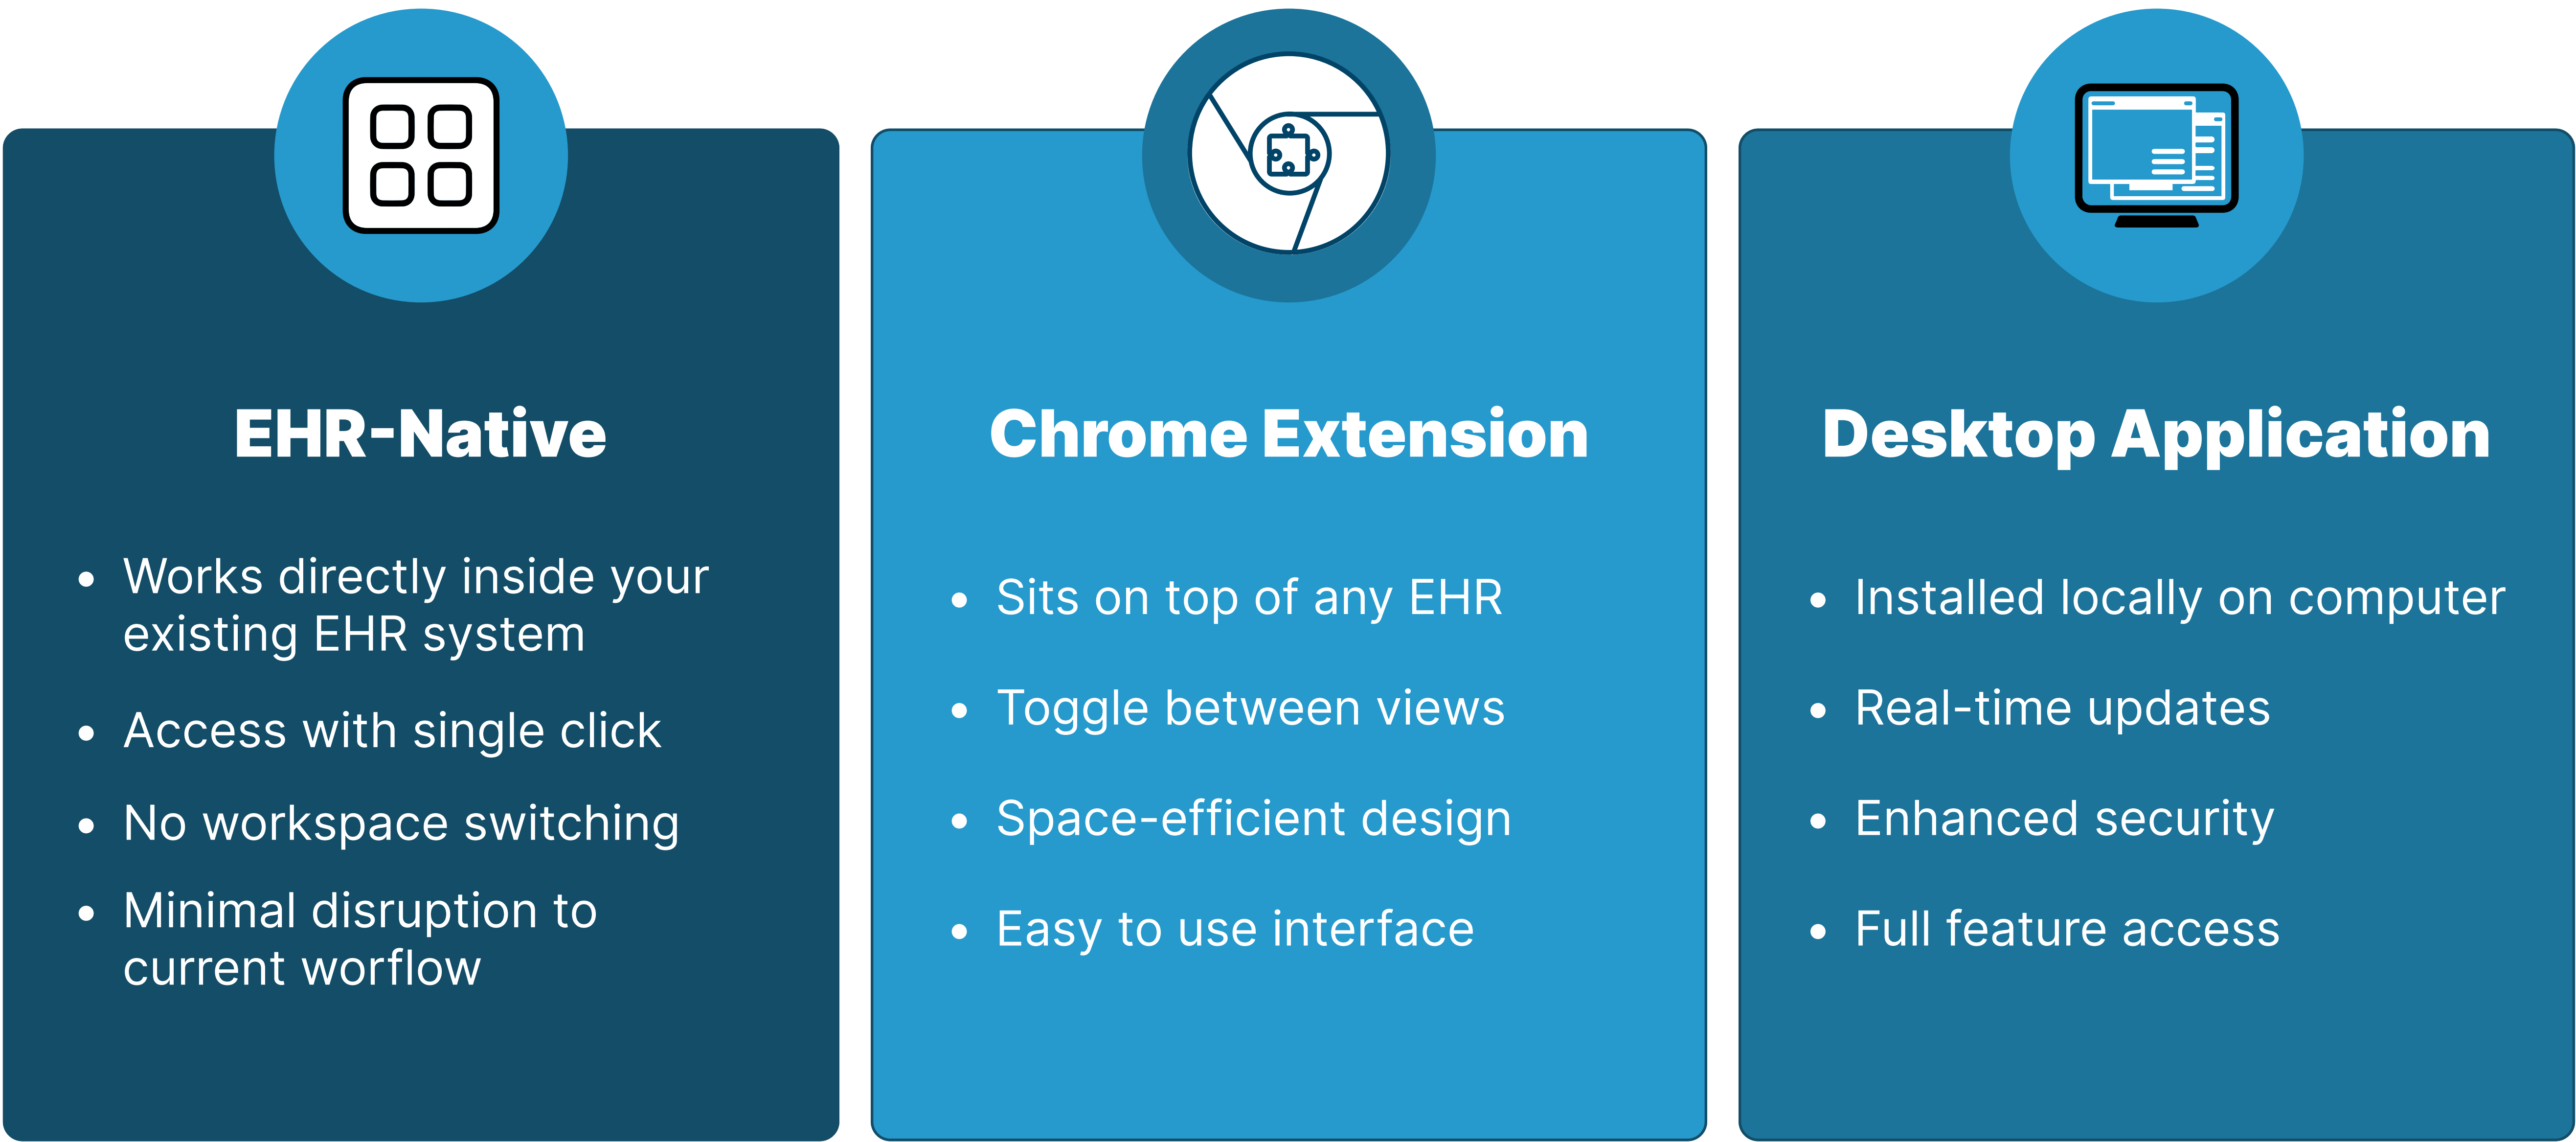 EHR-Native
• Works directly inside your
existing EHR system
• Access with single click
• No workspace switching
• Minimal disruption to
current worflow
Chrome Extension
• Sits on top of any EHR
• Toggle between views
• Space-efficient design
• Easy to use interface
Desktop Application
• Installed locally on computer
• Real-time updates
• Enhanced security
• Full feature access